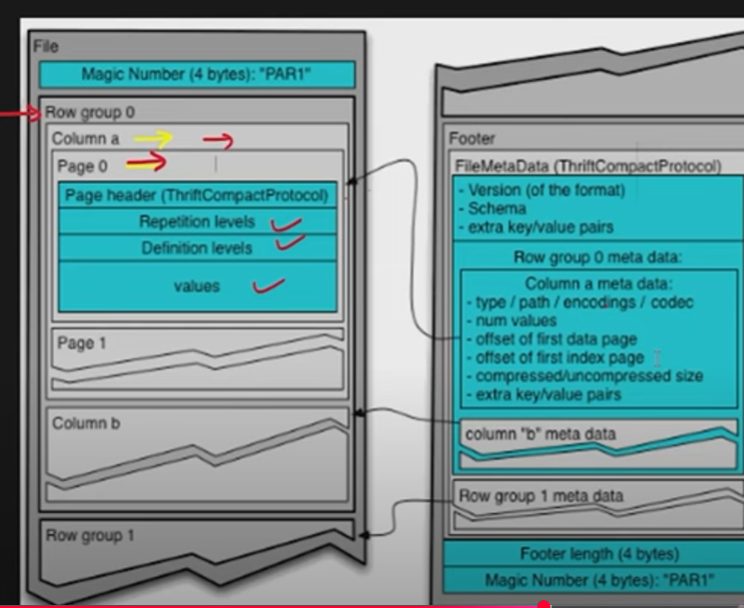 File
Magic Number (4 bytes): "PAR1"
Row group 0
Column a
Page 0
Page header (ThriftCompactProtocol)
Repetition levels
Definition levels
values
Page 1
Column b
Row group 1
Footer
FileMetaData (ThriftCompactProtocol)
- Version (of the format)
- Schema
- extra key/value pairs
Row group 0 meta data:
Column a meta data:
- type / path / encodings / codec
- num values
- offset of first data page
- offset of first index page
- compressed/uncompressed size
- extra key/value pairs
column "b" meta data
Row group 1 meta data
Footer length (4 bytes)
Magic Number (4 bytes): "PAR1"